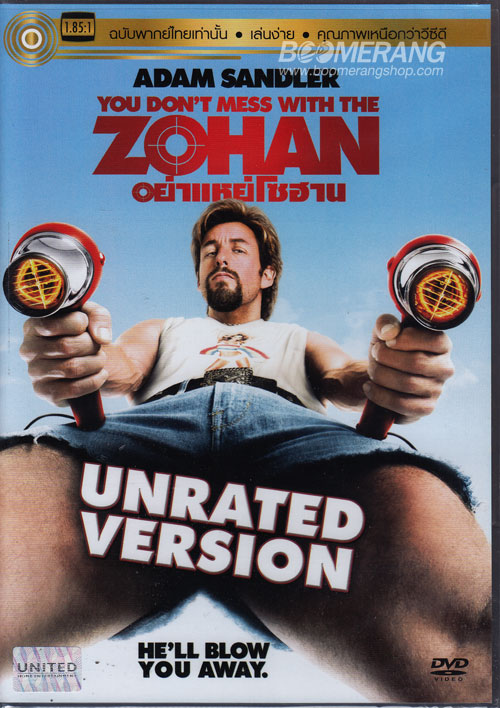 1.85:1
ฉบับพากย์ไทยเท่านั้น • เล่นง่าย • คุณภาพเหนือกว่าวีซีดี
BOOMERANG
www.boomerangshop.com
ADAM SANDLER
YOU DON'T MESS WITH THE
ZOHAN
อย่าแหย่โซฮาน
UNRATED
VERSION
HE'LL BLOW
YOU AWAY.
UNITED
HOME ENTERTAINMENT
DVD
VIDEO